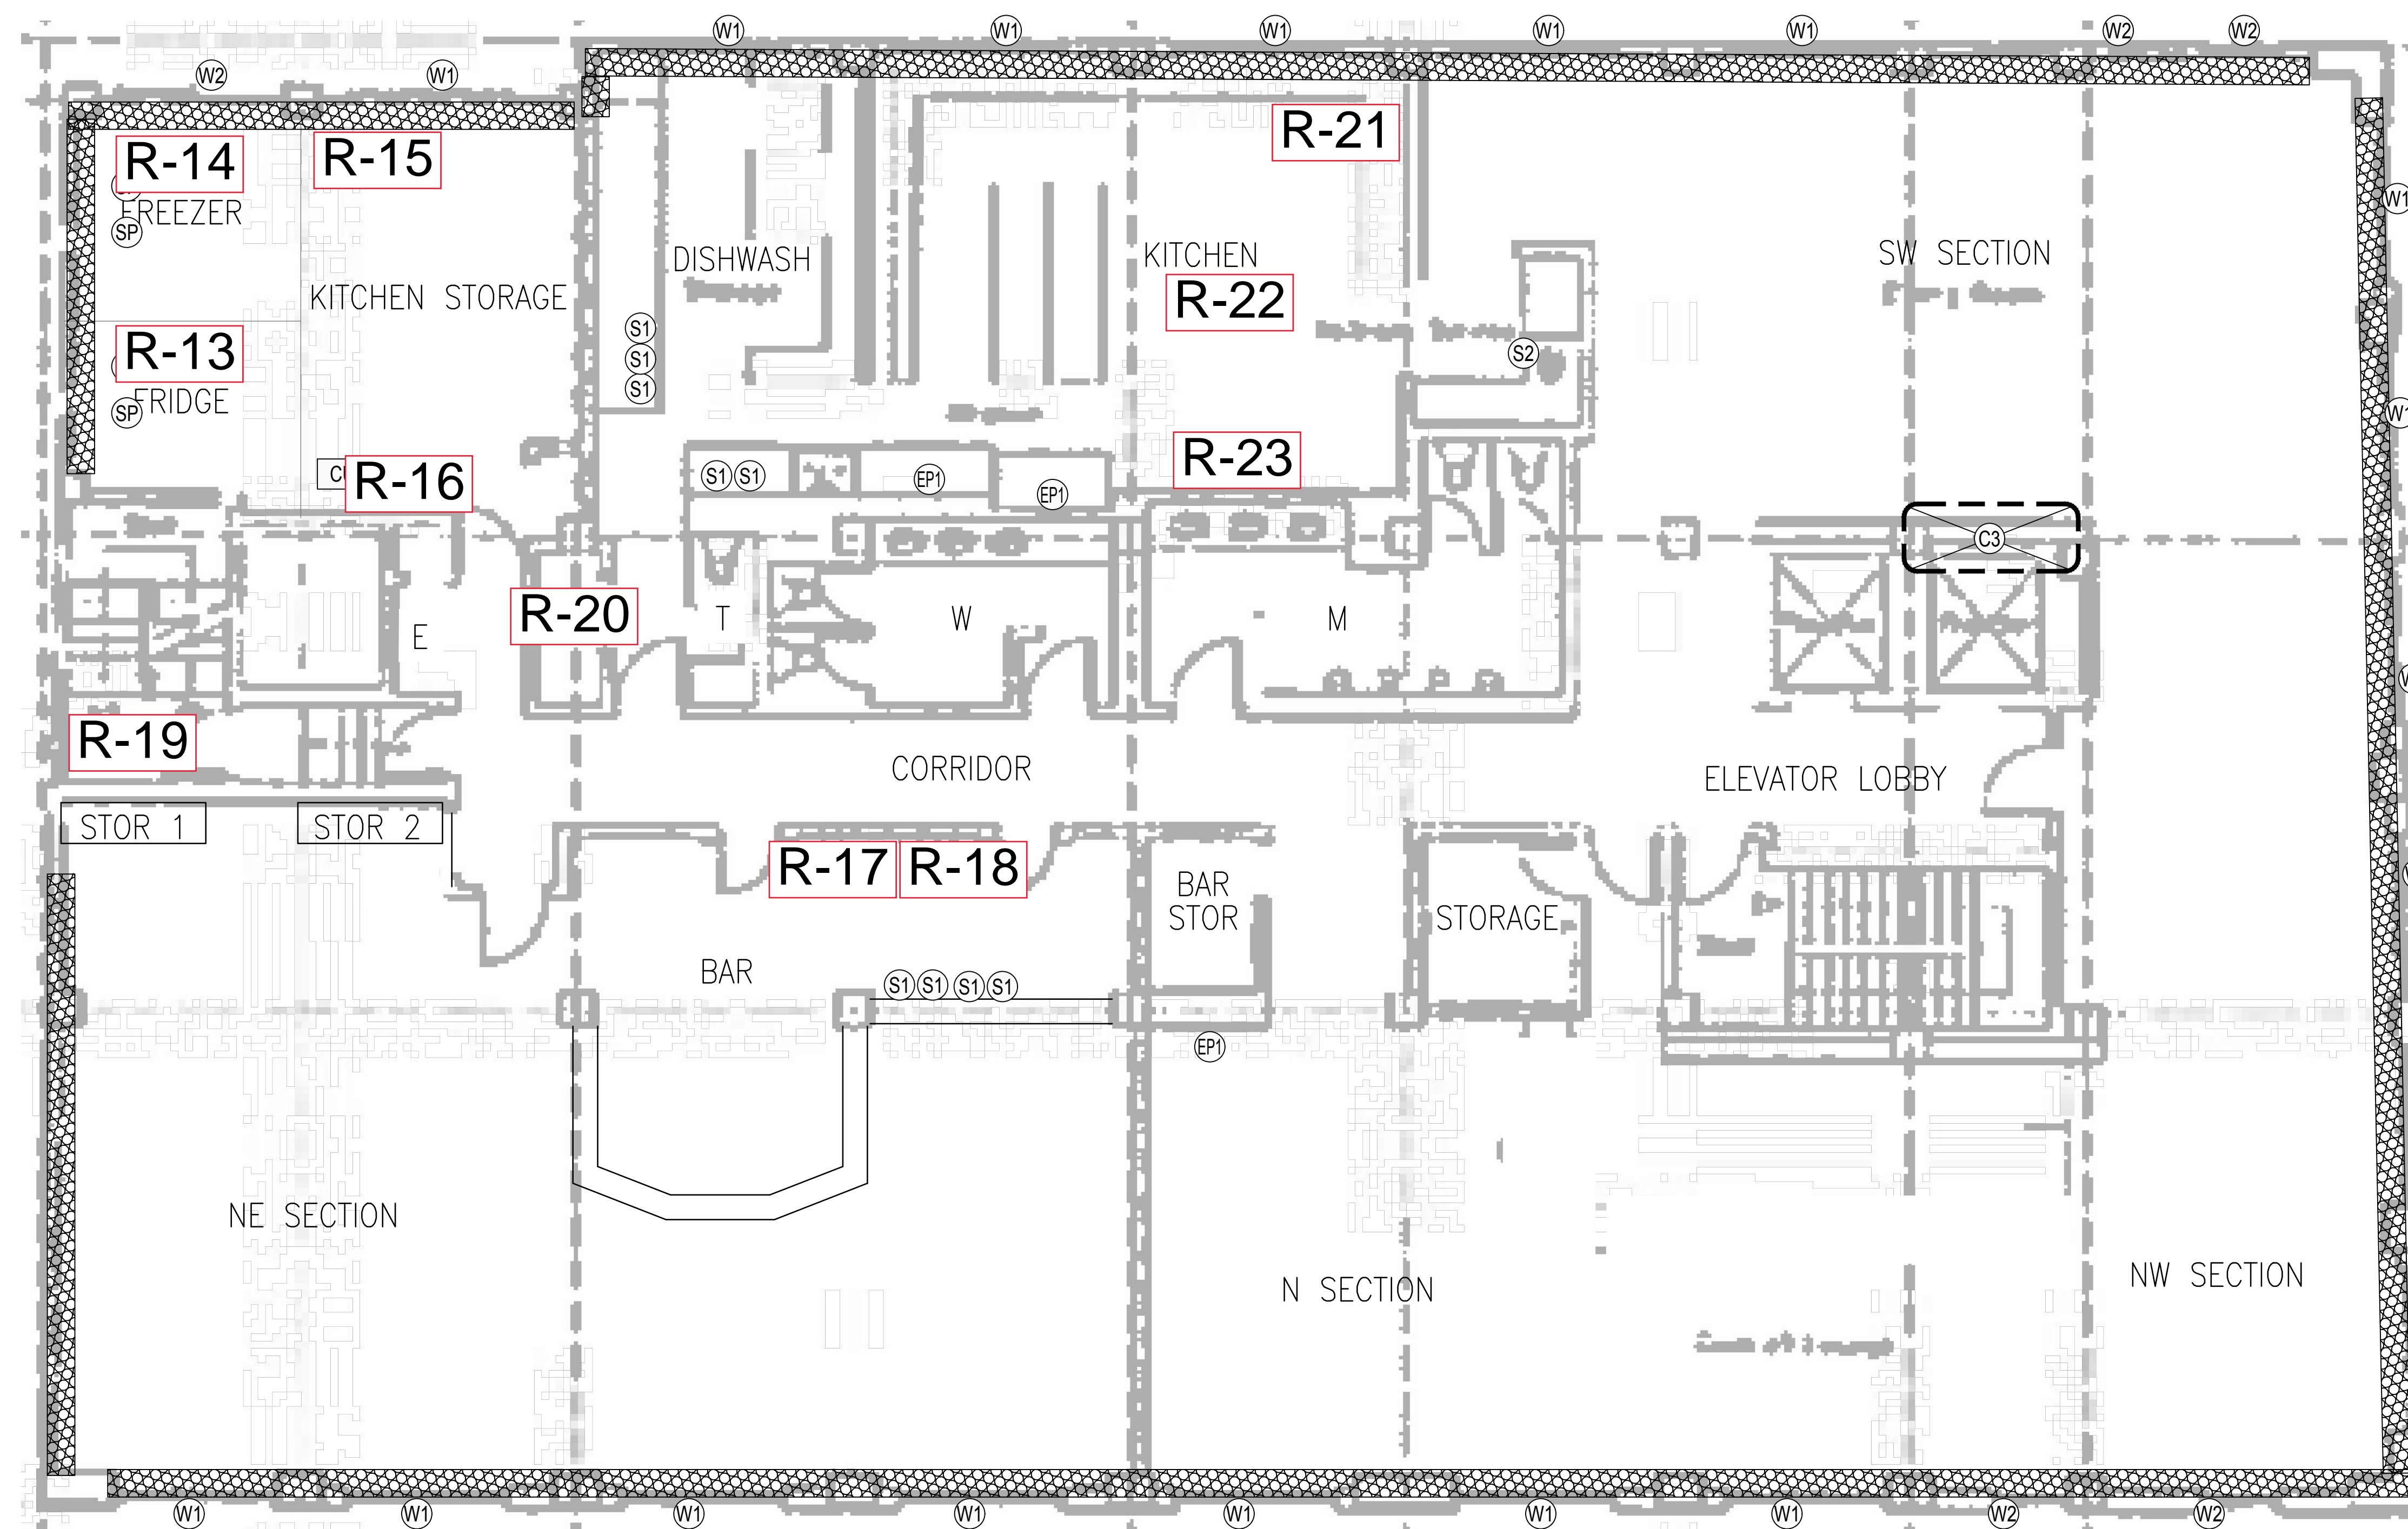 W1 W1 W1 W1 W1 W2 W2
W2 W1
R-14 R-15 R-21
FREEZER
SP
DISHWASH KITCHEN SW SECTION
W1
KITCHEN STORAGE R-22
R-13 S1 S1 S1 S2
FRIDGE
SP
W1
R-16 S1 S1 EP1 EP1 R-23
C3
R-20 E T W M
R-19 CORRIDOR ELEVATOR LOBBY
STOR 1 STOR 2
R-17 R-18 BAR
STOR STORAGE
BAR S1 S1 S1 S1
EP1
NE SECTION
N SECTION NW SECTION
W1 W1 W1 W1 W1 W1 W1 W2 W2